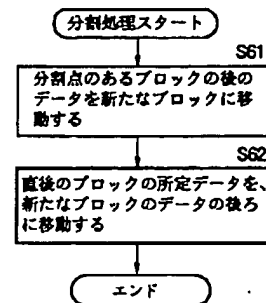 分割処理スタート
S61
分割点のあるブロックの後の
データを新たなブロックに移
動する
S62
直後のブロックの所定データを、
新たなブロックのデータの後ろ
に移動する
エンド